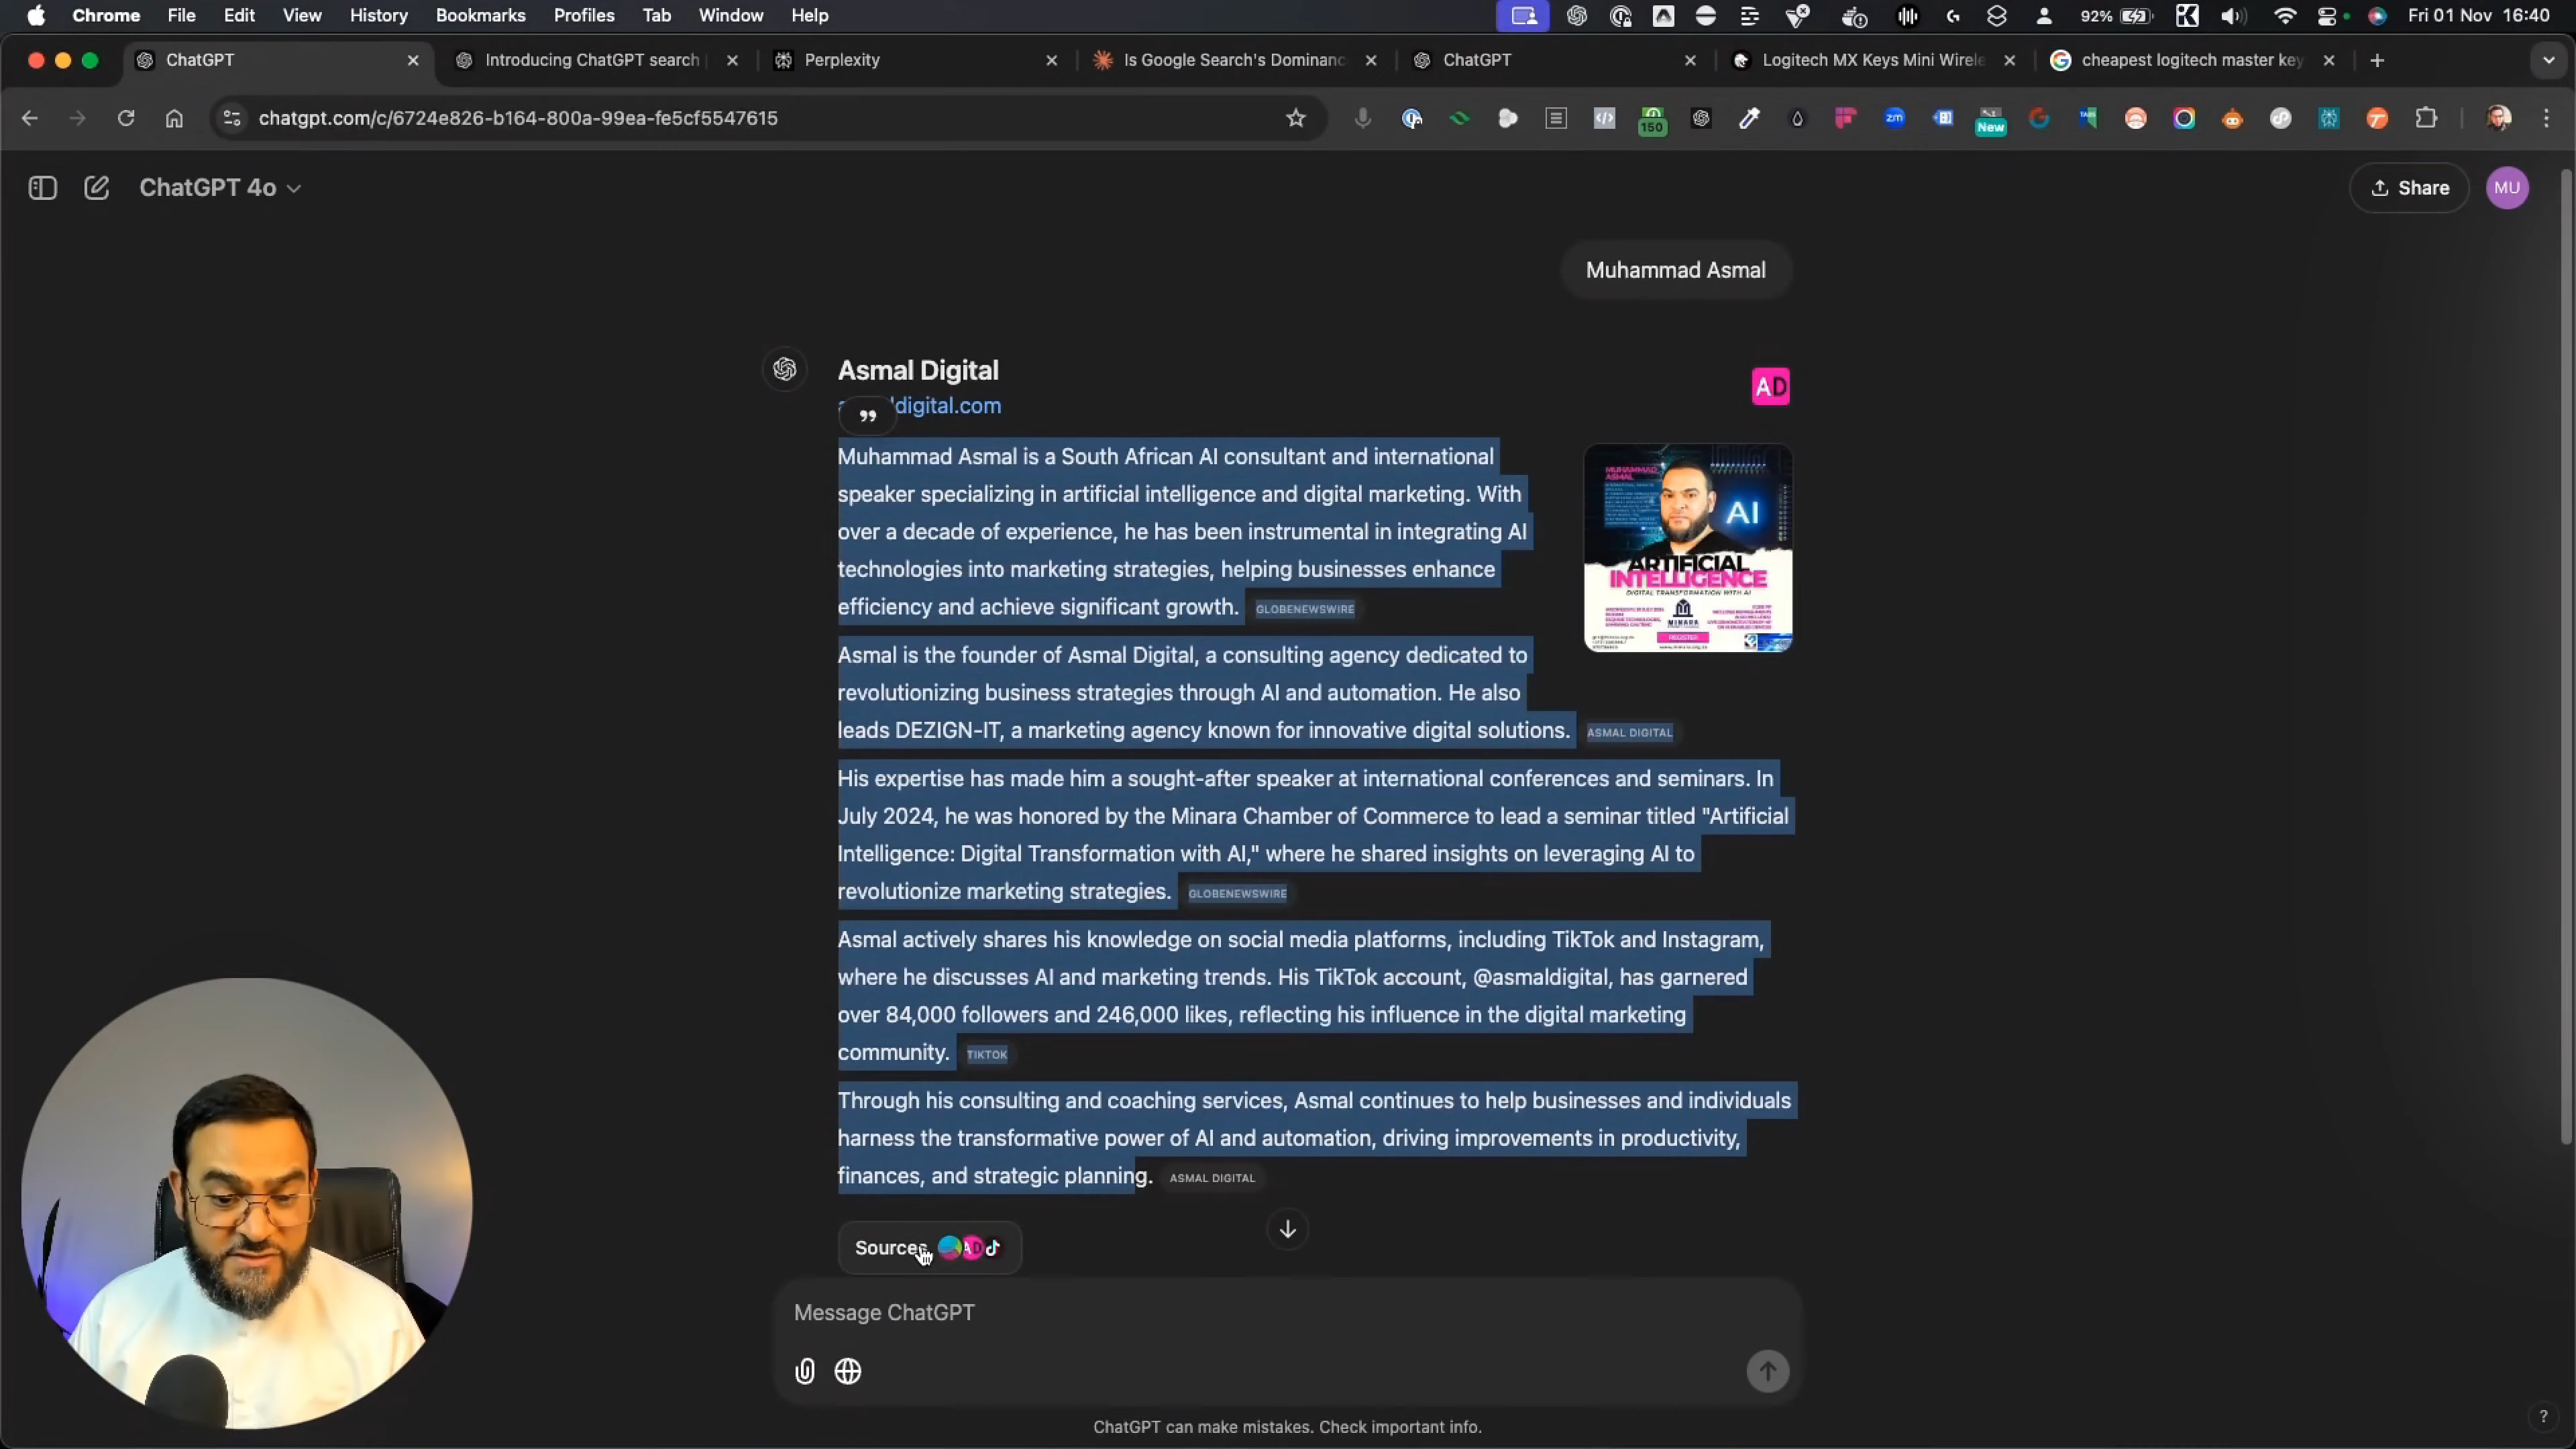 Chrome File Edit View History Bookmarks Profiles Tab Window Help
92%
Fri 01 Nov 16:40
ChatGPT
Introducing ChatGPT search
Perplexity
Is Google Search's Dominanc
ChatGPT
Logitech MX Keys Mini Wirele
cheapest logitech master key
chatgpt.com/c/6724e826-b164-800a-99ea-fe5cf5547615
150
zm
New
TABS
ChatGPT 4o
Share
MU
Muhammad Asmal
Asmal Digital
AD
digital.com
Muhammad Asmal is a South African AI consultant and international
speaker specializing in artificial intelligence and digital marketing. With
over a decade of experience, he has been instrumental in integrating AI
technologies into marketing strategies, helping businesses enhance
efficiency and achieve significant growth. GLOBENEWSWIRE
MUHAMMAD
ASMAL
AI
ARTIFICIAL
INTELLIGENCE
DIGITAL TRANSFORMATION WITH AI
MINARA
REGISTER
Asmal is the founder of Asmal Digital, a consulting agency dedicated to
revolutionizing business strategies through AI and automation. He also
leads DEZIGN-IT, a marketing agency known for innovative digital solutions. ASMAL DIGITAL
His expertise has made him a sought-after speaker at international conferences and seminars. In
July 2024, he was honored by the Minara Chamber of Commerce to lead a seminar titled "Artificial
Intelligence: Digital Transformation with AI," where he shared insights on leveraging AI to
revolutionize marketing strategies. GLOBENEWSWIRE
Asmal actively shares his knowledge on social media platforms, including TikTok and Instagram,
where he discusses AI and marketing trends. His TikTok account, @asmaldigital, has garnered
over 84,000 followers and 246,000 likes, reflecting his influence in the digital marketing
community. TIKTOK
Through his consulting and coaching services, Asmal continues to help businesses and individuals
harness the transformative power of AI and automation, driving improvements in productivity,
finances, and strategic planning. ASMAL DIGITAL
Sources
Message ChatGPT
ChatGPT can make mistakes. Check important info.
?